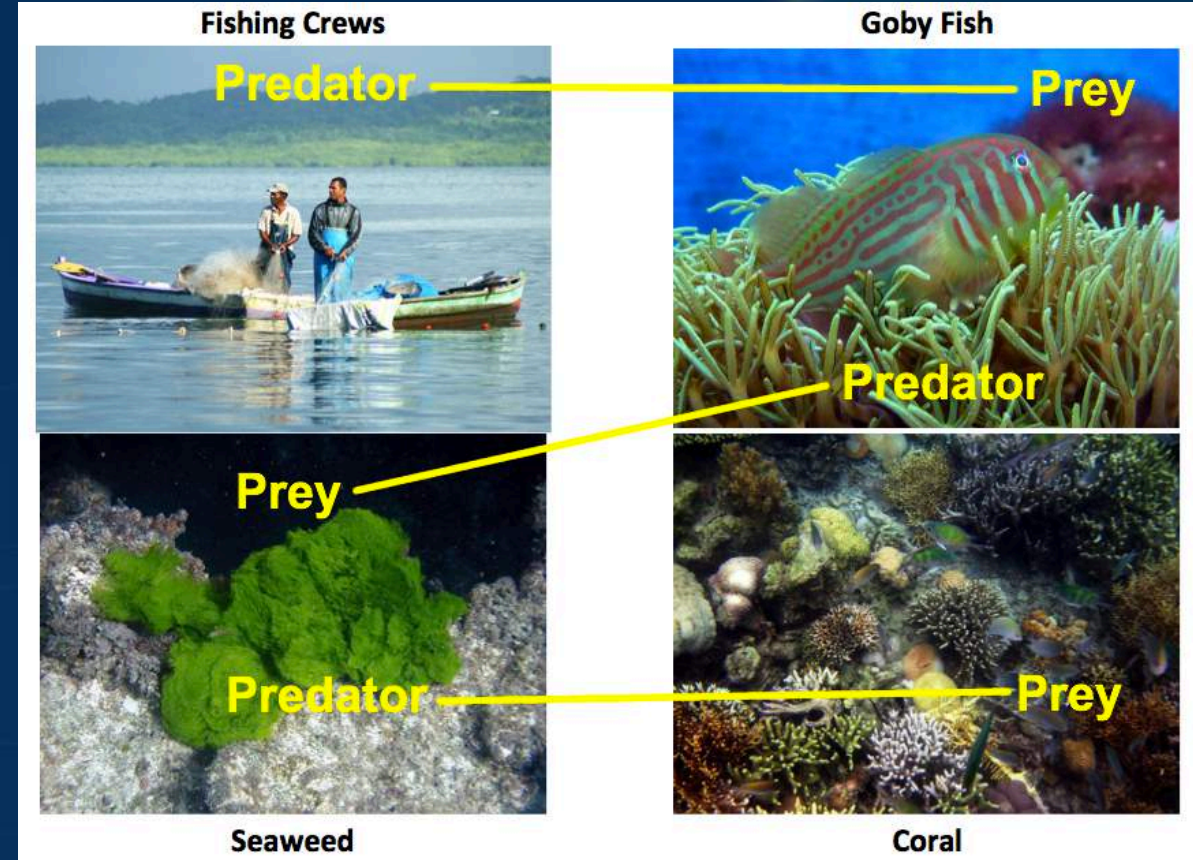 Fishing Crews
Goby Fish
Predator
Prey
Predator
Prey
Predator
Prey
Seaweed
Coral